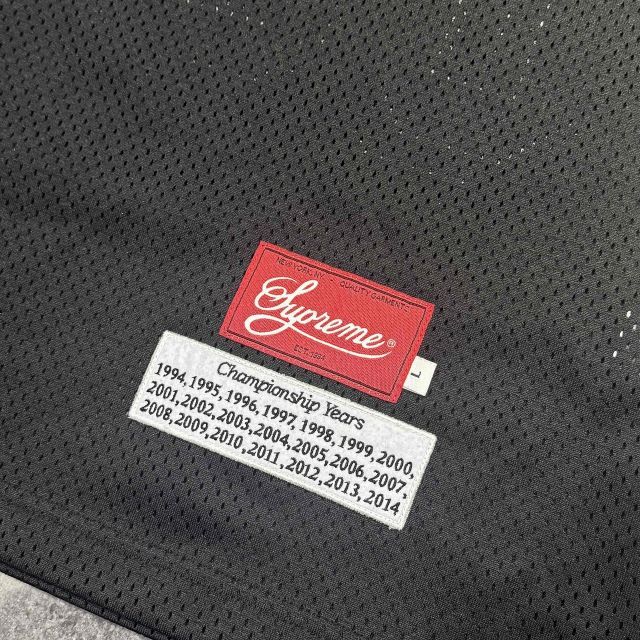 NEW YORK, NY QUALITY GARMENTS
Supreme®
EST. 1994
L
Championship Years
1994,1995,1996,1997,1998,1999,2000,
2001,2002,2003,2004,2005,2006,2007,
2008,2009,2010,2011,2012,2013,2014